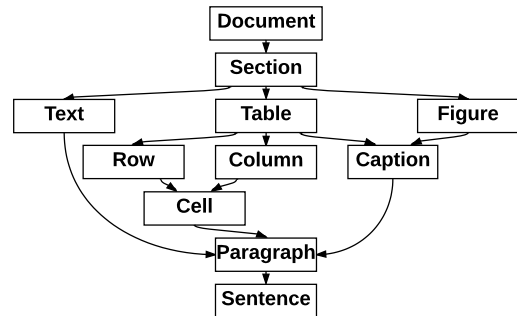 Document
Section
Text
Table
Figure
Row
Column
Caption
Cell
Paragraph
Sentence